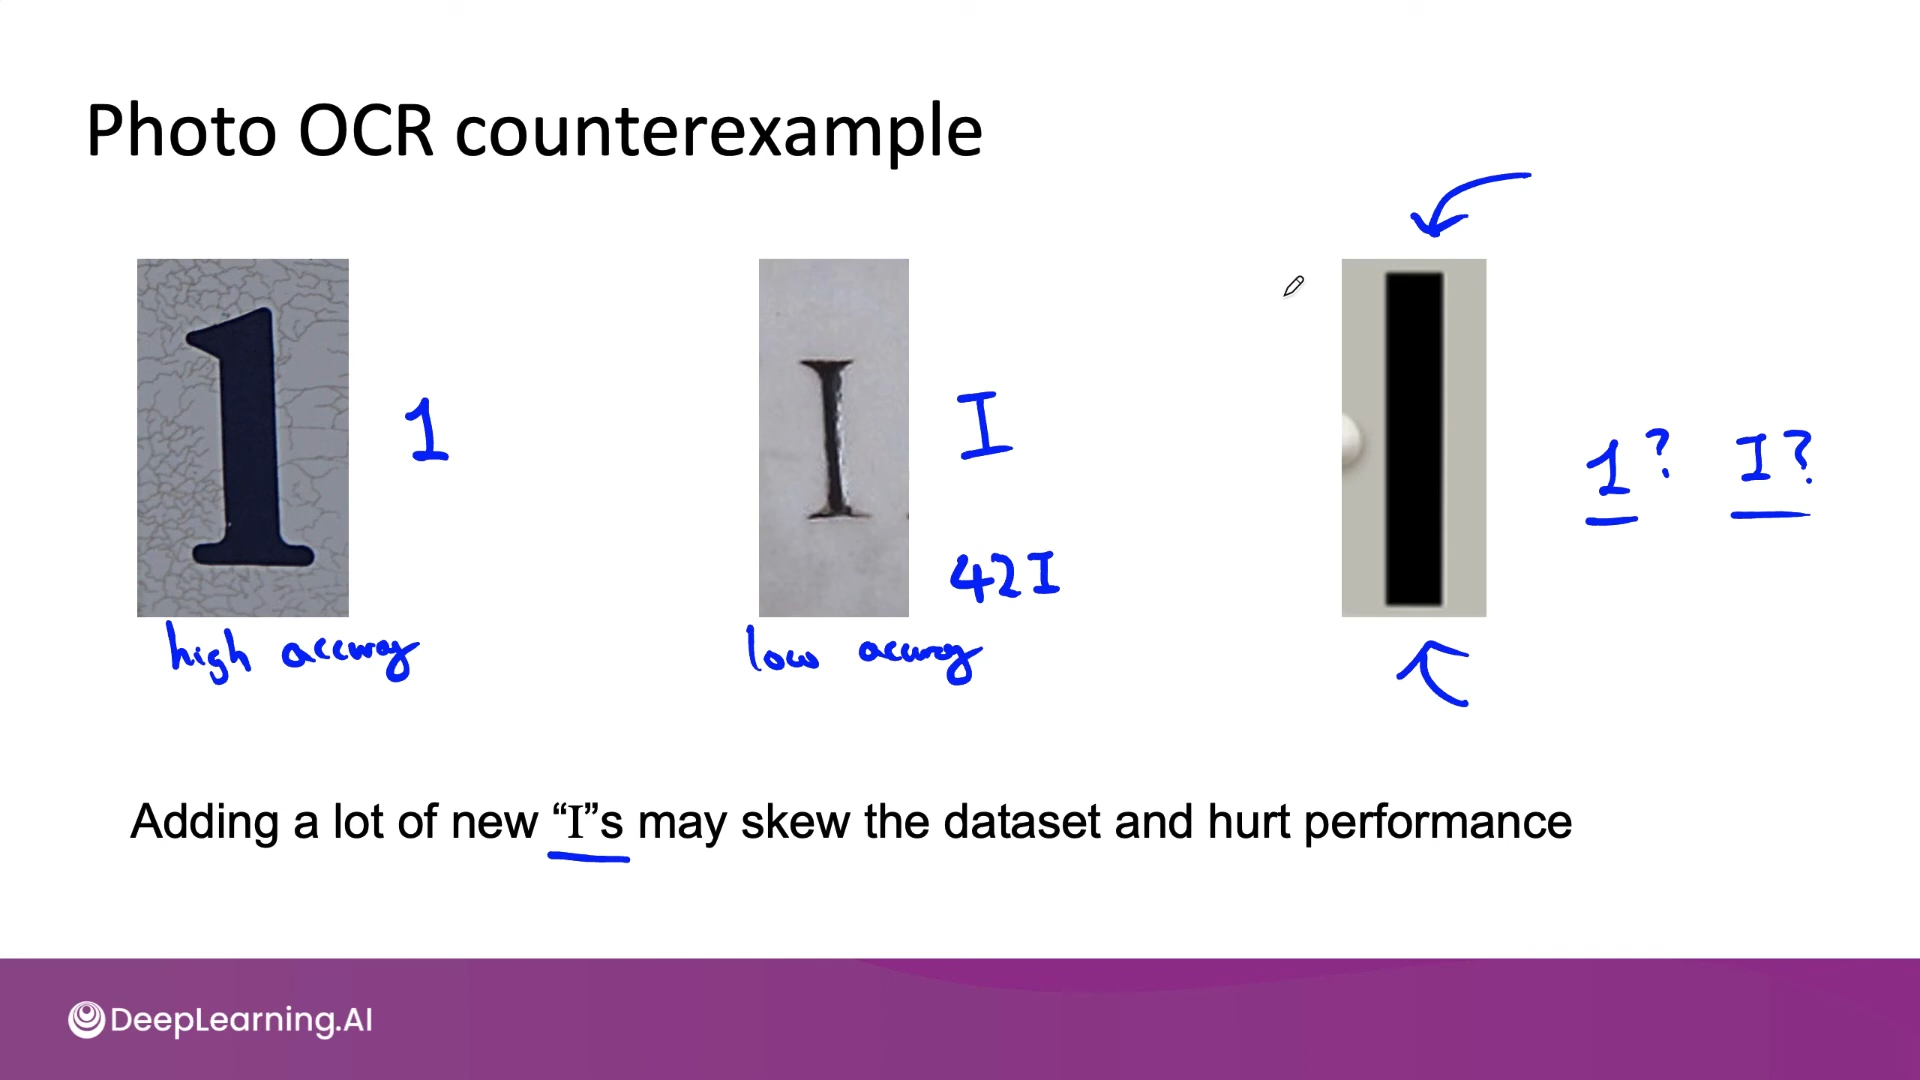 Photo OCR counterexample
1
1
I
I
1? I?
42I
high accuracy
low accuracy
Adding a lot of new “I”s may skew the dataset and hurt performance
DeepLearning.AI